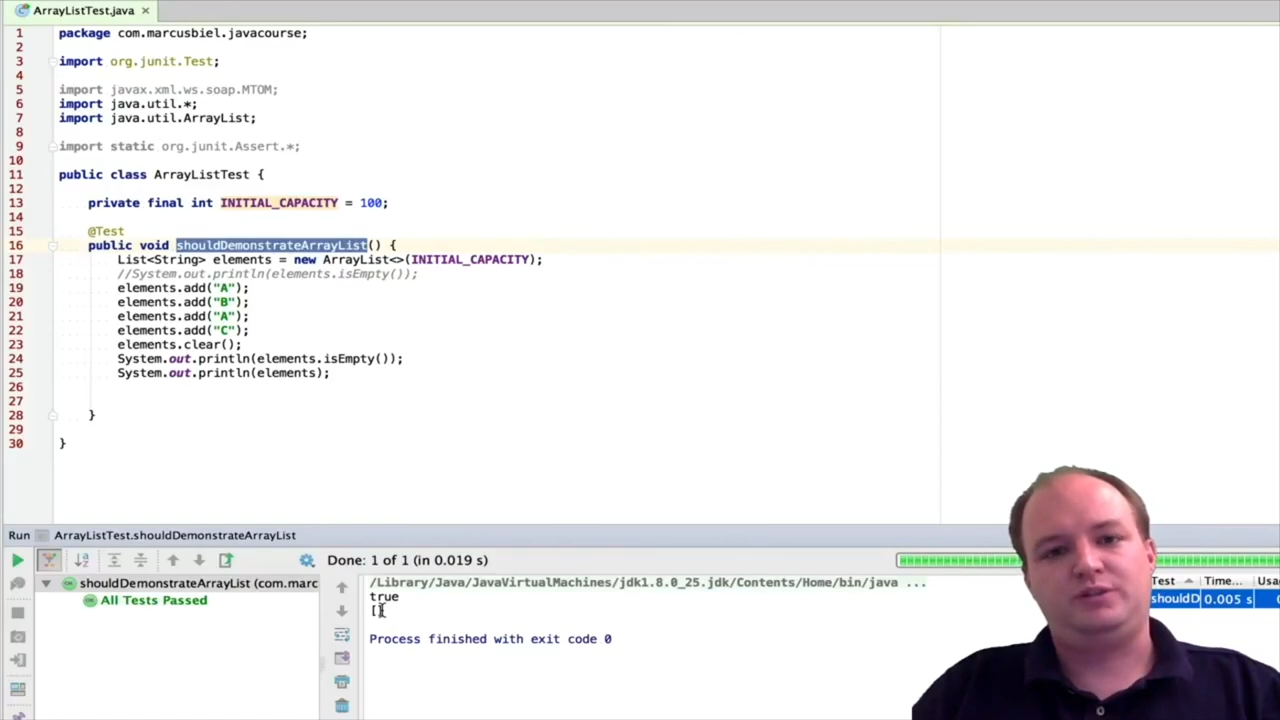 ArrayListTest.java
1 package com.marcusbiel.javacourse;
2
3 import org.junit.Test;
4
5 import javax.xml.ws.soap.MTOM;
6 import java.util.*;
7 import java.util.ArrayList;
8
9 import static org.junit.Assert.*;
10
11 public class ArrayListTest {
12
13 private final int INITIAL_CAPACITY = 100;
14
15 @Test
16 public void shouldDemonstrateArrayList() {
17 List<String> elements = new ArrayList<>(INITIAL_CAPACITY);
18 //System.out.println(elements.isEmpty());
19 elements.add("A");
20 elements.add("B");
21 elements.add("A");
22 elements.add("C");
23 elements.clear();
24 System.out.println(elements.isEmpty());
25 System.out.println(elements);
26
27
28 }
29
30 }
Run ArrayListTest.shouldDemonstrateArrayList
Done: 1 of 1 (in 0.019 s)
shouldDemonstrateArrayList (com.marc
All Tests Passed
/Library/Java/JavaVirtualMachines/jdk1.8.0_25.jdk/Contents/Home/bin/java ...
true
[]
Process finished with exit code 0
Test Time... Usa
shouldD 0.005 s